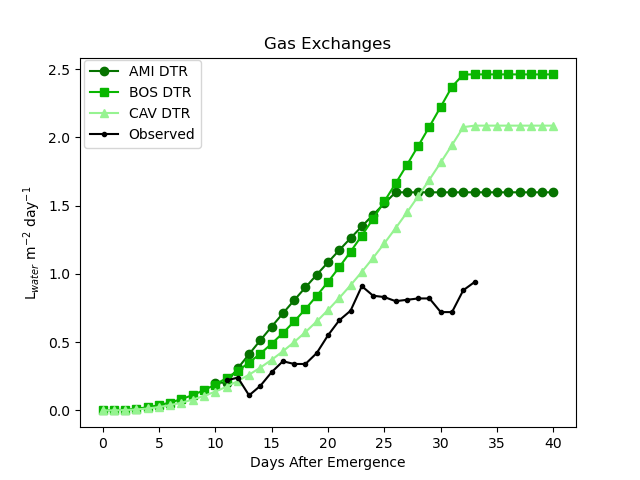 Gas Exchanges
AMI DTR
BOS DTR
CAV DTR
Observed
2.5
2.0
1.5
1.0
0.5
0.0
L_water m^−2 day^−1
0 5 10 15 20 25 30 35 40
Days After Emergence